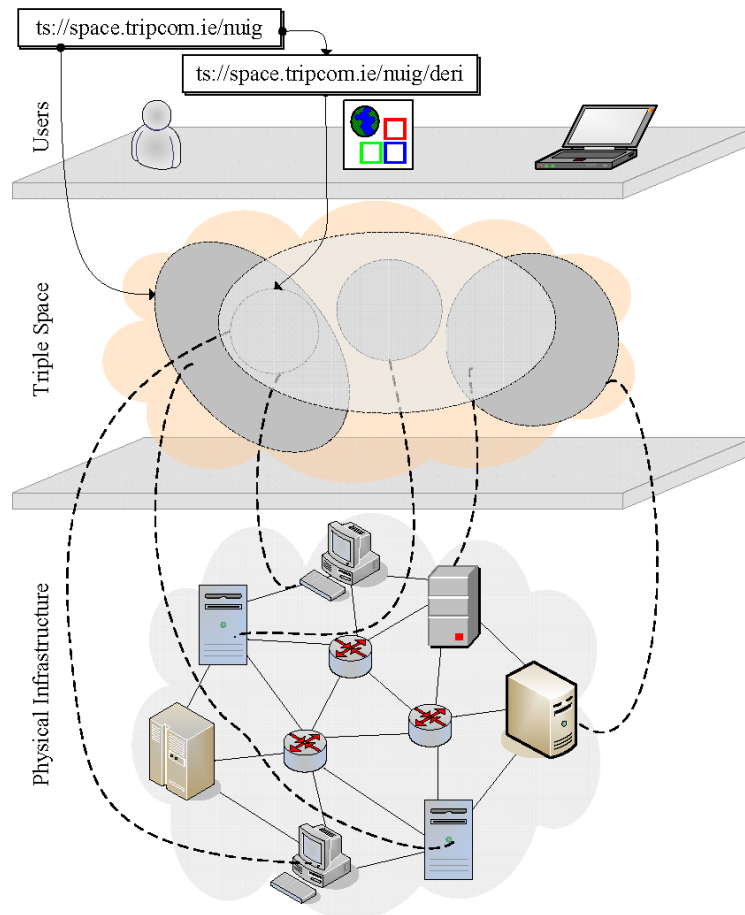 ts://space.tripcom.ie/nuig
ts://space.tripcom.ie/nuig/deri
Users
Triple Space
Physical Infrastructure